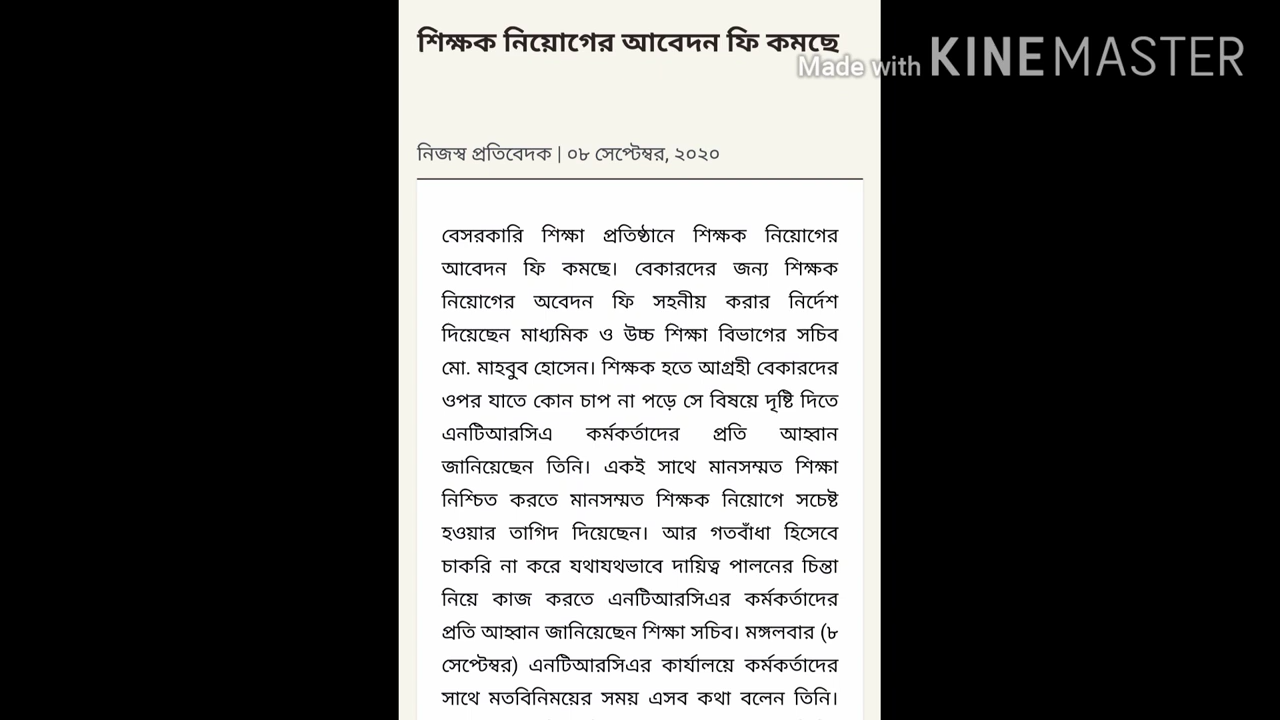 শিক্ষক নিয়োগের আবেদন ফি কমছে
Made with KINEMASTER
নিজস্ব প্রতিবেদক | ০৮ সেপ্টেম্বর, ২০২০
বেসরকারি শিক্ষা প্রতিষ্ঠানে শিক্ষক নিয়োগের
আবেদন ফি কমছে। বেকারদের জন্য শিক্ষক
নিয়োগের অবেদন ফি সহনীয় করার নির্দেশ
দিয়েছেন মাধ্যমিক ও উচ্চ শিক্ষা বিভাগের সচিব
মো. মাহবুব হোসেন। শিক্ষক হতে আগ্রহী বেকারদের
ওপর যাতে কোন চাপ না পড়ে সে বিষয়ে দৃষ্টি দিতে
এনটিআরসিএ কর্মকর্তাদের প্রতি আহ্বান
জানিয়েছেন তিনি। একই সাথে মানসম্মত শিক্ষা
নিশ্চিত করতে মানসম্মত শিক্ষক নিয়োগে সচেষ্ট
হওয়ার তাগিদ দিয়েছেন। আর গতবাঁধা হিসেবে
চাকরি না করে যথাযথভাবে দায়িত্ব পালনের চিন্তা
নিয়ে কাজ করতে এনটিআরসিএর কর্মকর্তাদের
প্রতি আহ্বান জানিয়েছেন শিক্ষা সচিব। মঙ্গলবার (৮
সেপ্টেম্বর) এনটিআরসিএর কার্যালয়ে কর্মকর্তাদের
সাথে মতবিনিময়ের সময় এসব কথা বলেন তিনি।